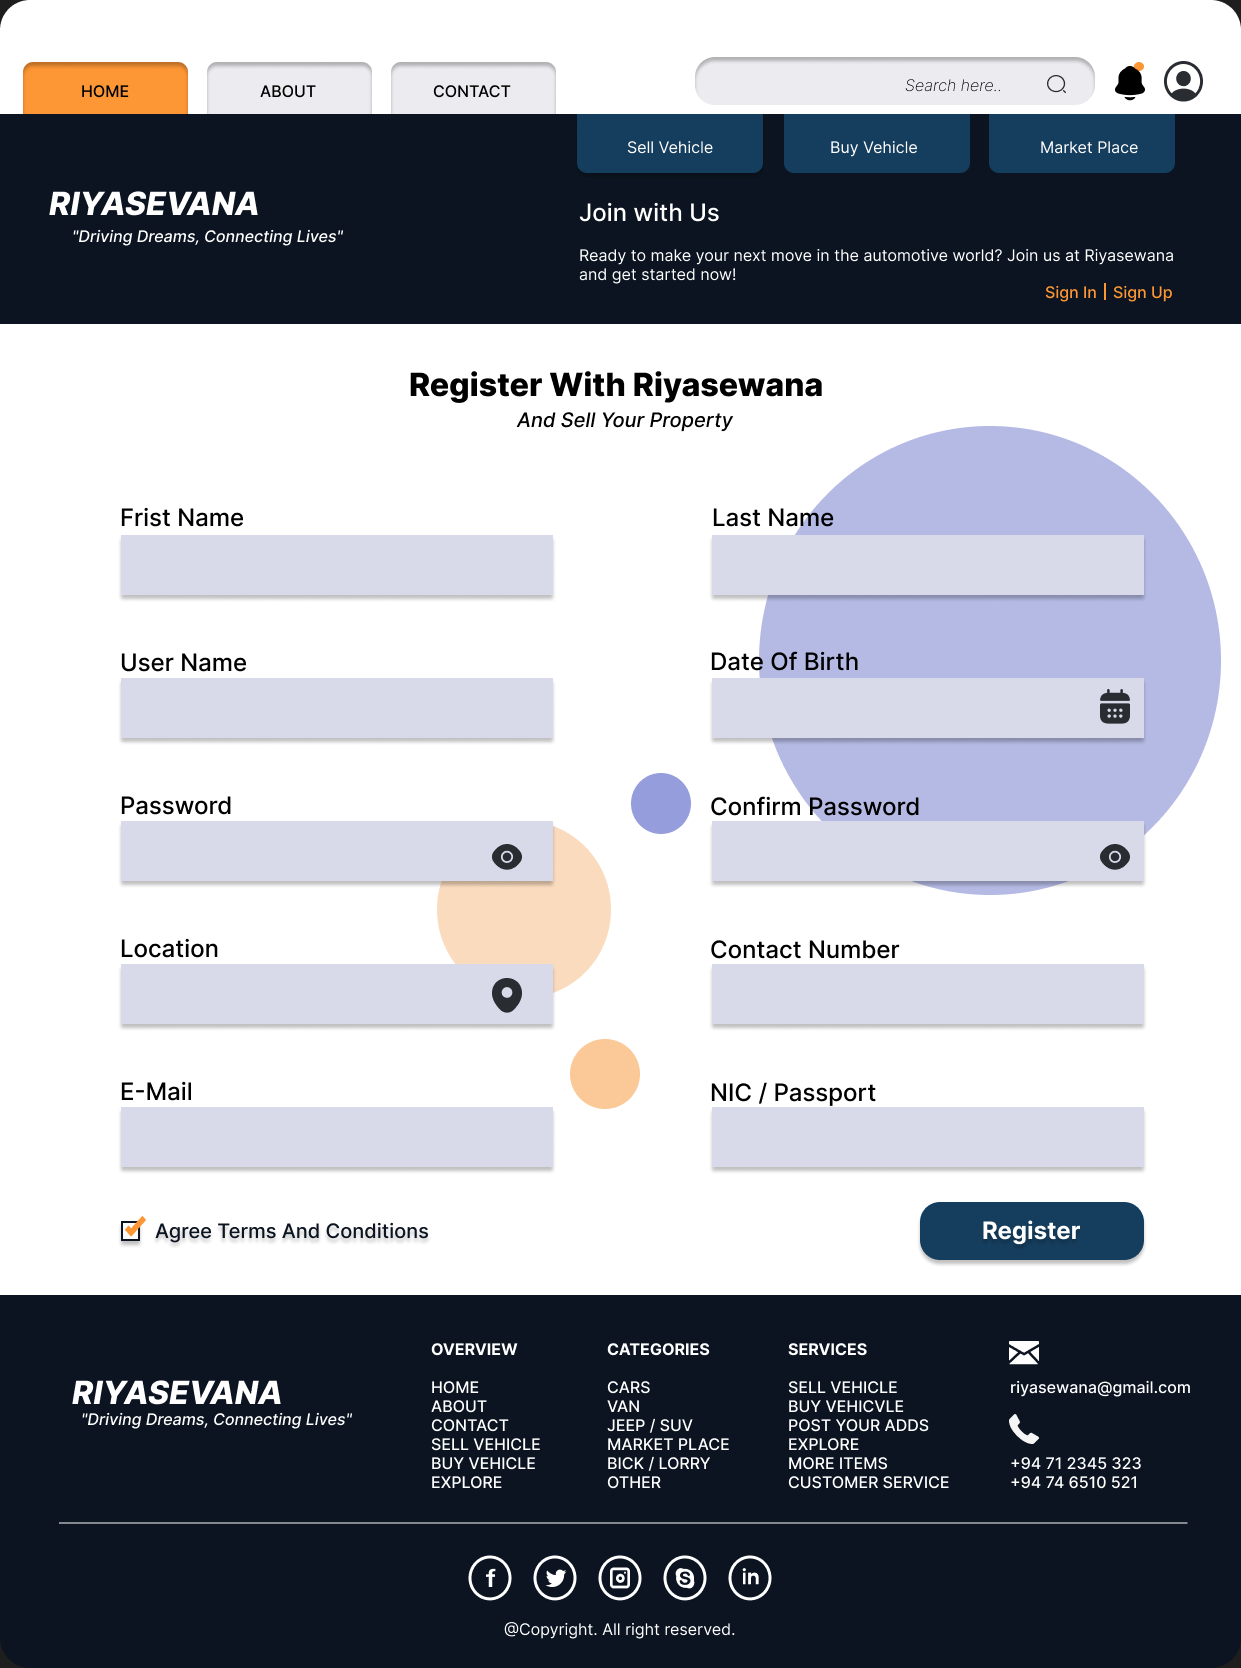 HOME
ABOUT
CONTACT
Search here..
Sell Vehicle
Buy Vehicle
Market Place
RIYASEVANA
"Driving Dreams, Connecting Lives"
Join with Us
Ready to make your next move in the automotive world? Join us at Riyasewana
and get started now!
Sign In | Sign Up
Register With Riyasewana
And Sell Your Property
Frist Name
Last Name
User Name
Date Of Birth
Password
Confirm Password
Location
Contact Number
E-Mail
NIC / Passport
Agree Terms And Conditions
Register
RIYASEVANA
"Driving Dreams, Connecting Lives"
OVERVIEW
HOME
ABOUT
CONTACT
SELL VEHICLE
BUY VEHICLE
EXPLORE
CATEGORIES
CARS
VAN
JEEP / SUV
MARKET PLACE
BICK / LORRY
OTHER
SERVICES
SELL VEHICLE
BUY VEHICVLE
POST YOUR ADDS
EXPLORE
MORE ITEMS
CUSTOMER SERVICE
riyasewana@gmail.com
+94 71 2345 323
+94 74 6510 521
@Copyright. All right reserved.